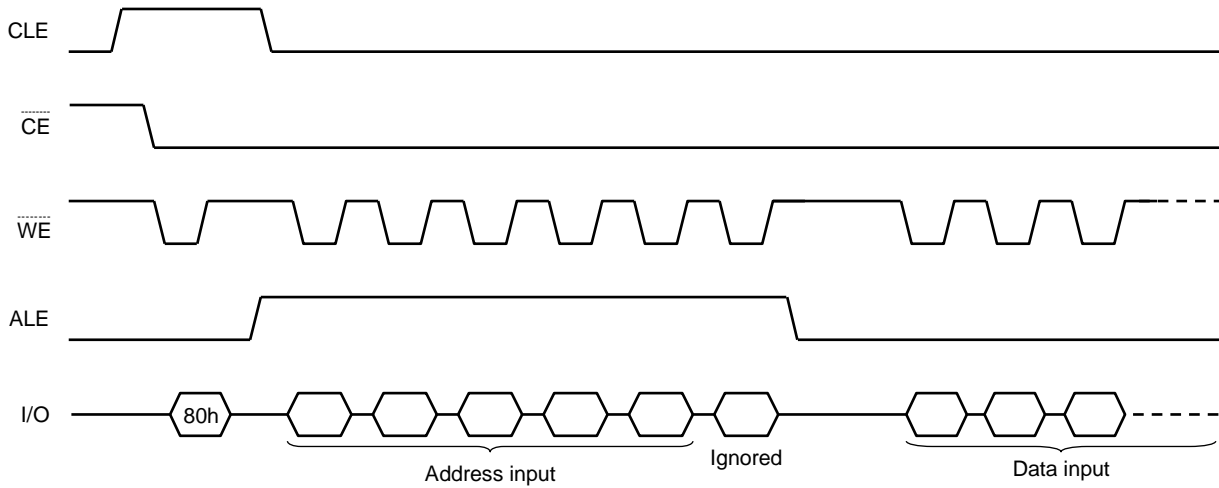 CLE
CE
WE
ALE
I/O
80h
Address input
Ignored
Data input